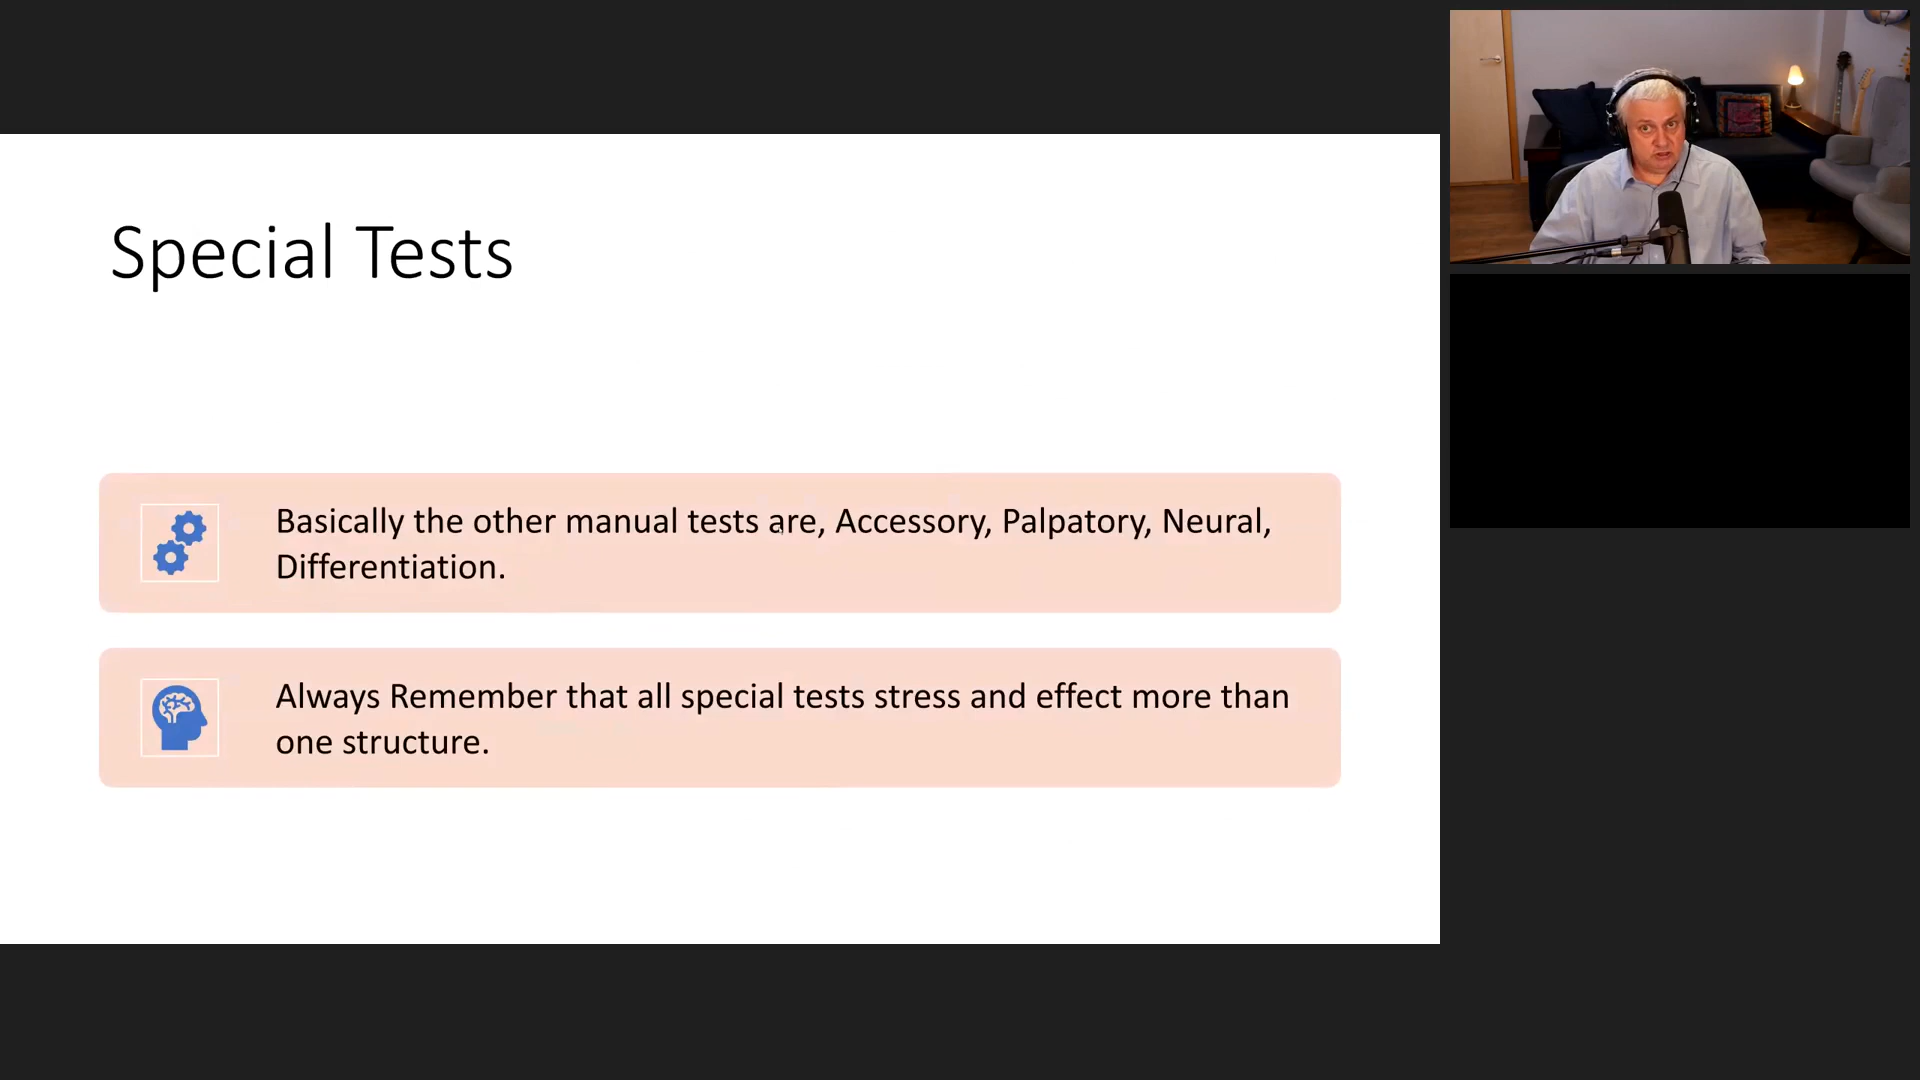 Special Tests
Basically the other manual tests are, Accessory, Palpatory, Neural,
Differentiation.
Always Remember that all special tests stress and effect more than
one structure.